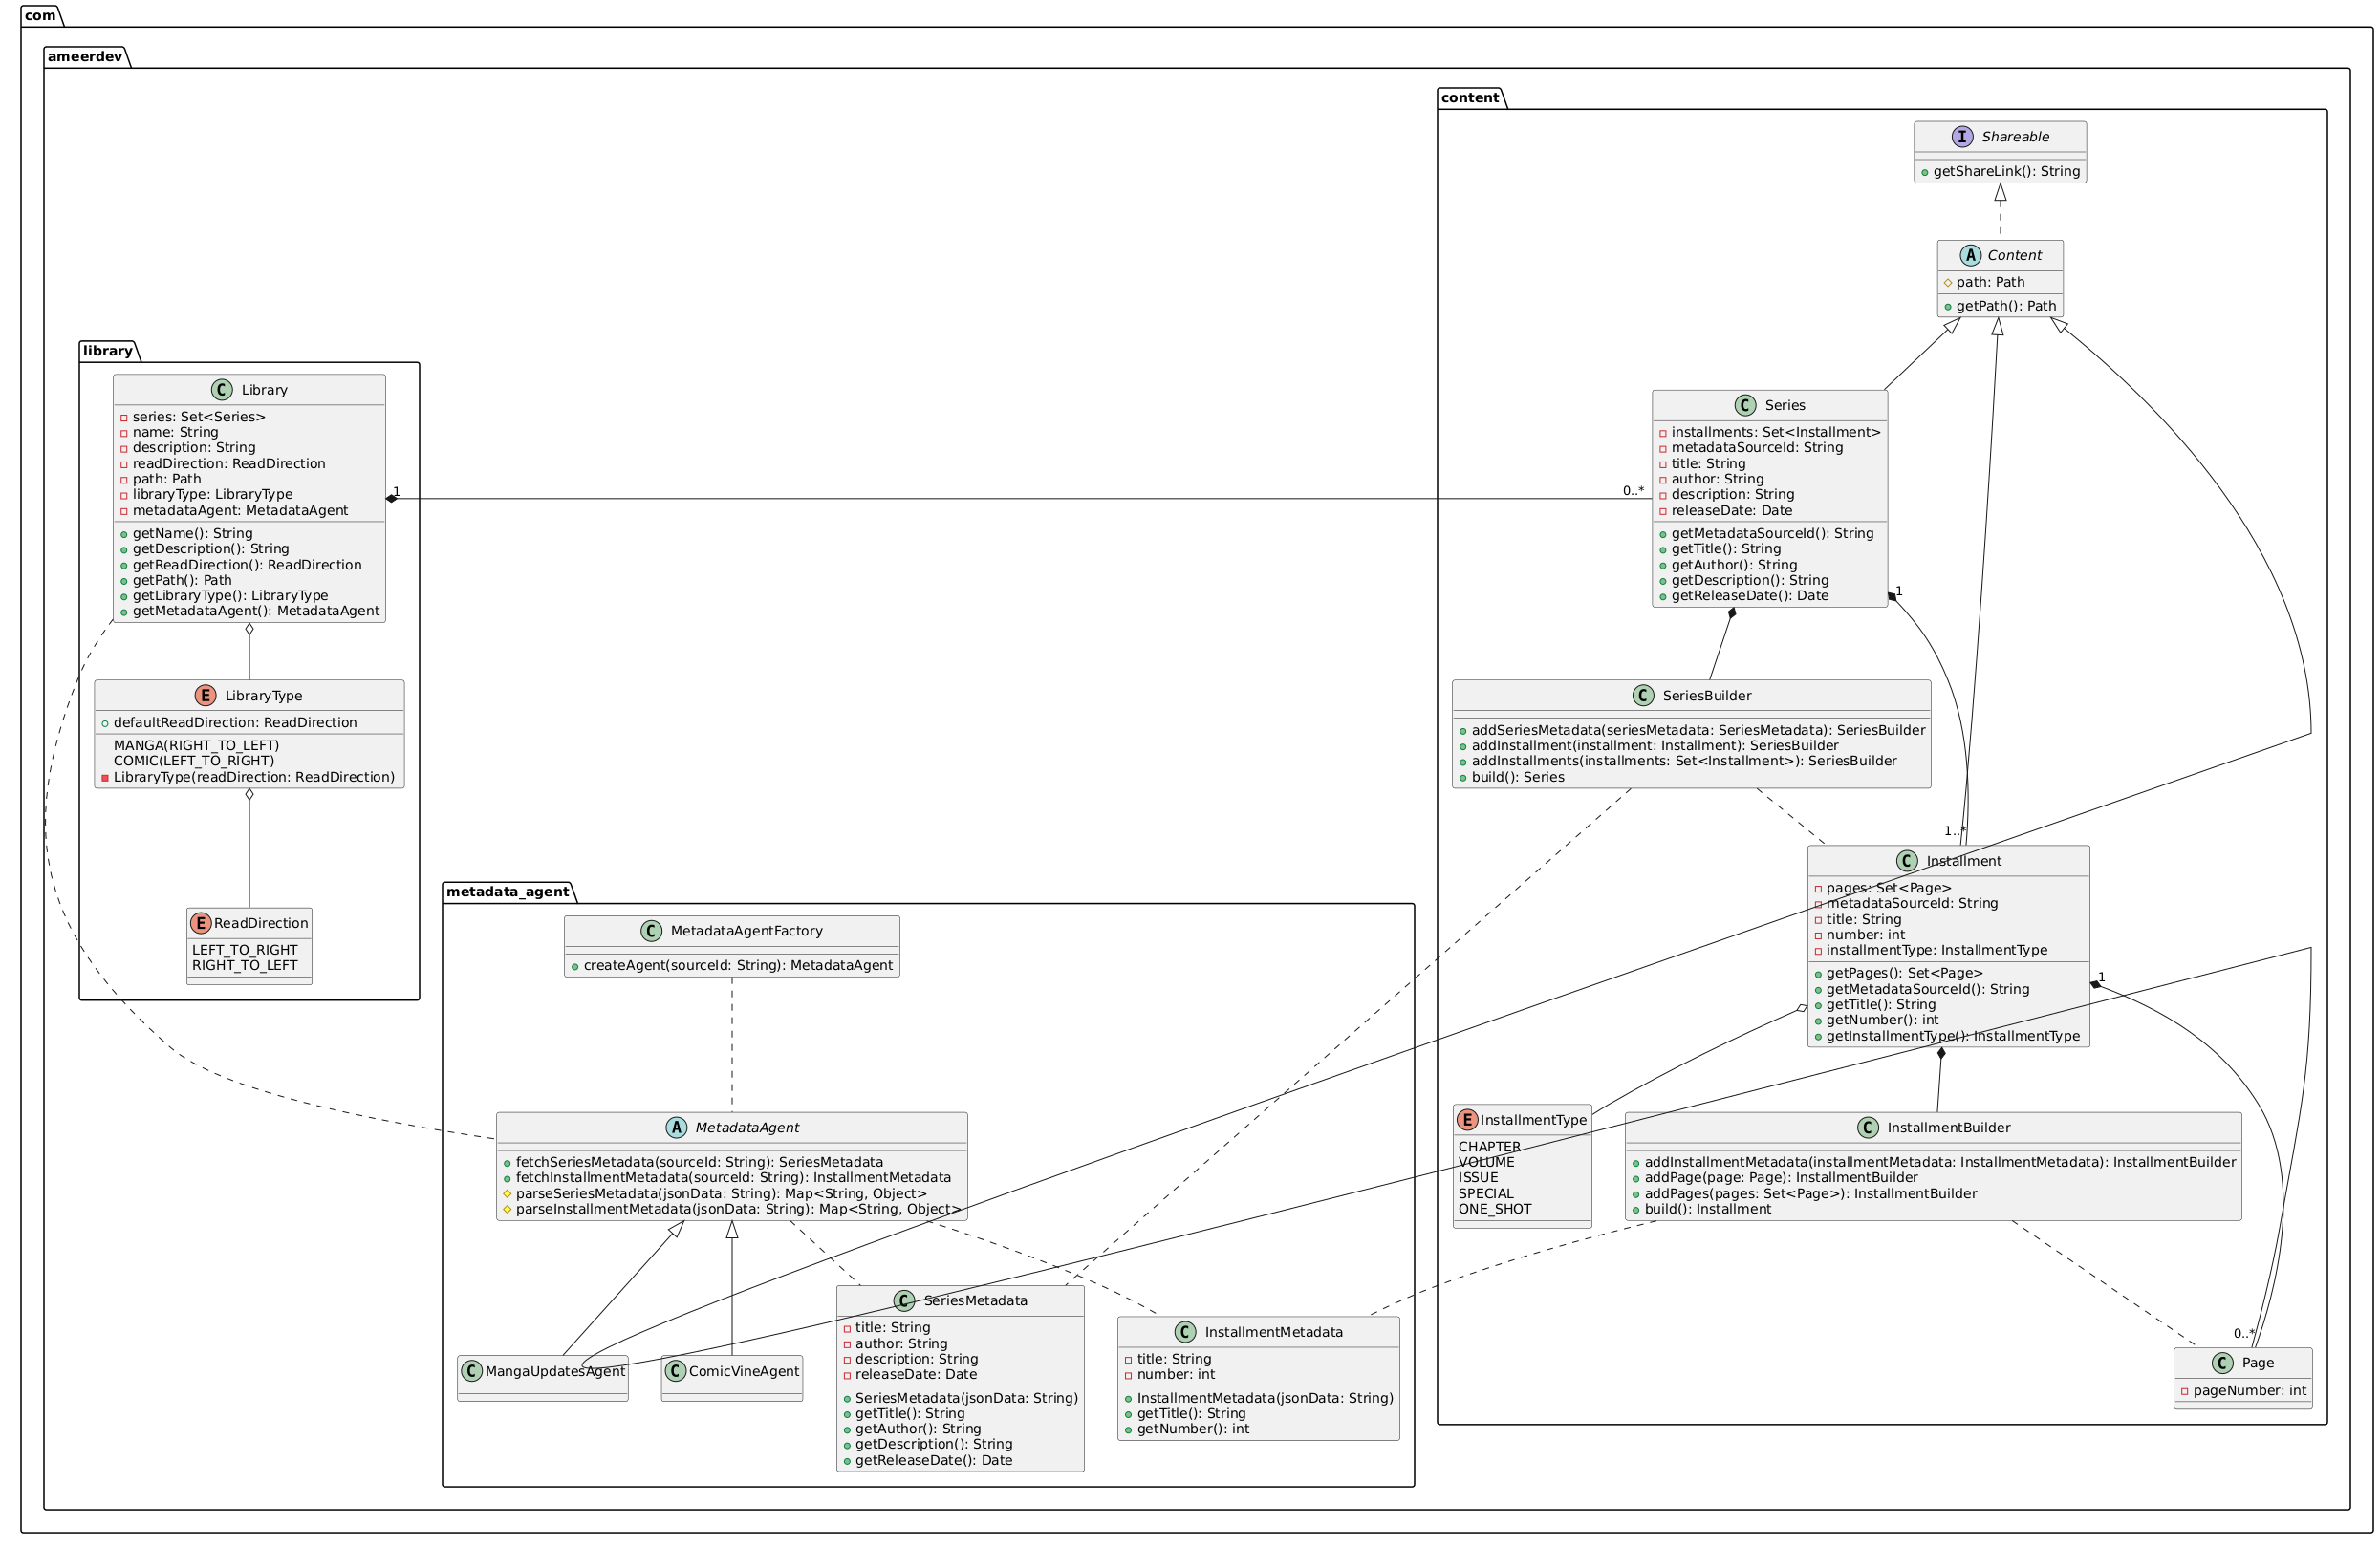 com
ameerdev
content
I Shareable
getShareLink(): String
A Content
path: Path
getPath(): Path
library
C Library
series: Set<Series>
name: String
description: String
readDirection: ReadDirection
path: Path
libraryType: LibraryType
metadataAgent: MetadataAgent
getName(): String
getDescription(): String
getReadDirection(): ReadDirection
getPath(): Path
getLibraryType(): LibraryType
getMetadataAgent(): MetadataAgent
1
0..*
C Series
installments: Set<Installment>
metadataSourceId: String
title: String
author: String
description: String
releaseDate: Date
getMetadataSourceId(): String
getTitle(): String
getAuthor(): String
getDescription(): String
getReleaseDate(): Date
1
E LibraryType
defaultReadDirection: ReadDirection
MANGA(RIGHT_TO_LEFT)
COMIC(LEFT_TO_RIGHT)
LibraryType(readDirection: ReadDirection)
C SeriesBuilder
addSeriesMetadata(seriesMetadata: SeriesMetadata): SeriesBuilder
addInstallment(installment: Installment): SeriesBuilder
addInstallments(installments: Set<Installment>): SeriesBuilder
build(): Series
1..*
E ReadDirection
LEFT_TO_RIGHT
RIGHT_TO_LEFT
metadata_agent
C MetadataAgentFactory
createAgent(sourceId: String): MetadataAgent
C Installment
pages: Set<Page>
metadataSourceId: String
title: String
number: int
installmentType: InstallmentType
getPages(): Set<Page>
getMetadataSourceId(): String
getTitle(): String
getNumber(): int
getInstallmentType(): InstallmentType
1
A MetadataAgent
fetchSeriesMetadata(sourceId: String): SeriesMetadata
fetchInstallmentMetadata(sourceId: String): InstallmentMetadata
parseSeriesMetadata(jsonData: String): Map<String, Object>
parseInstallmentMetadata(jsonData: String): Map<String, Object>
E InstallmentType
CHAPTER
VOLUME
ISSUE
SPECIAL
ONE_SHOT
C InstallmentBuilder
addInstallmentMetadata(installmentMetadata: InstallmentMetadata): InstallmentBuilder
addPage(page: Page): InstallmentBuilder
addPages(pages: Set<Page>): InstallmentBuilder
build(): Installment
C MangaUpdatesAgent
C ComicVineAgent
C SeriesMetadata
title: String
author: String
description: String
releaseDate: Date
SeriesMetadata(jsonData: String)
getTitle(): String
getAuthor(): String
getDescription(): String
getReleaseDate(): Date
C InstallmentMetadata
title: String
number: int
InstallmentMetadata(jsonData: String)
getTitle(): String
getNumber(): int
0..*
C Page
pageNumber: int